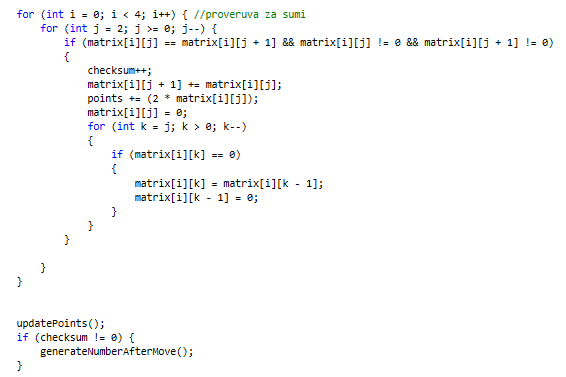 for (int i = 0; i < 4; i++) { //proveruva za sumi
    for (int j = 2; j >= 0; j--) {
        if (matrix[i][j] == matrix[i][j + 1] && matrix[i][j] != 0 && matrix[i][j + 1] != 0)
        {
            checksum++;
            matrix[i][j + 1] += matrix[i][j];
            points += (2 * matrix[i][j]);
            matrix[i][j] = 0;
            for (int k = j; k > 0; k--)
            {
                if (matrix[i][k] == 0)
                {
                    matrix[i][k] = matrix[i][k - 1];
                    matrix[i][k - 1] = 0;
                }
            }
        }

    }
}


updatePoints();
if (checksum != 0) {
    generateNumberAfterMove();
}